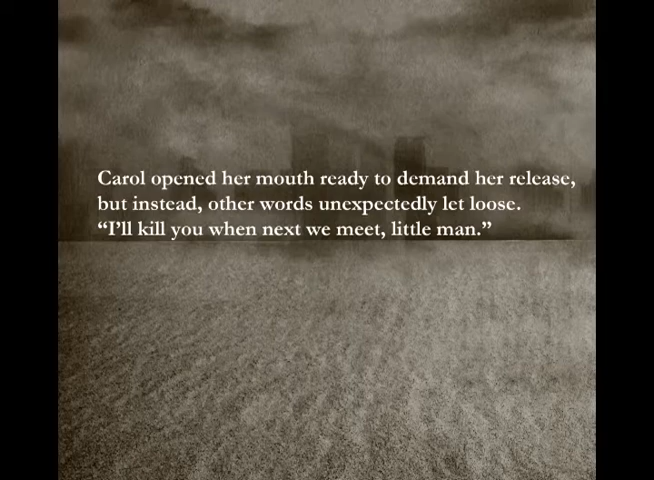 Carol opened her mouth ready to demand her release,
but instead, other words unexpectedly let loose.
“I’ll kill you when next we meet, little man.”